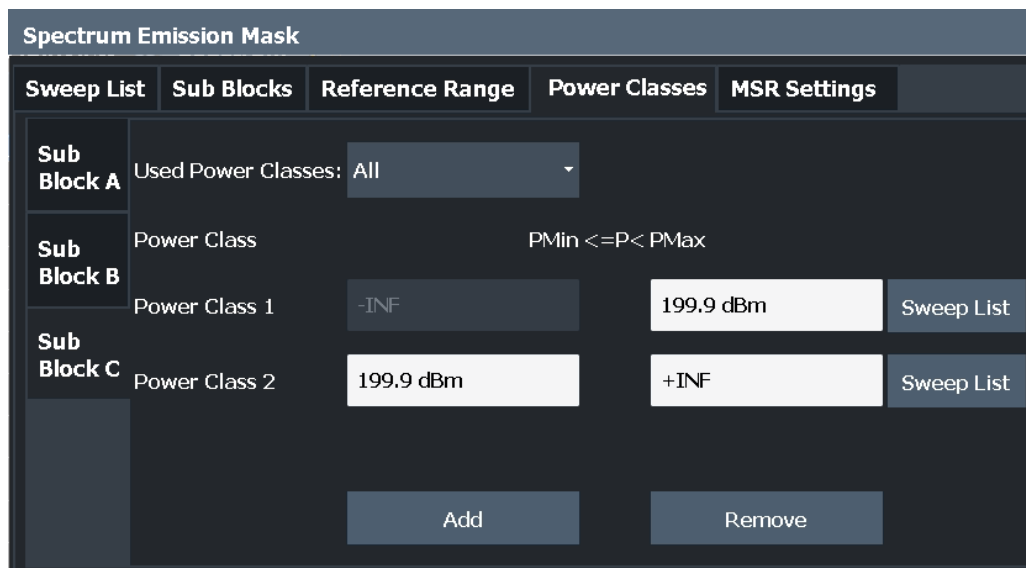 Spectrum Emission Mask
Sweep List Sub Blocks Reference Range Power Classes MSR Settings
Sub
Block A
Used Power Classes: All
Sub
Block B
Power Class PMin <=P< PMax
Power Class 1 -INF 199.9 dBm Sweep List
Sub
Block C
Power Class 2 199.9 dBm +INF Sweep List
Add Remove